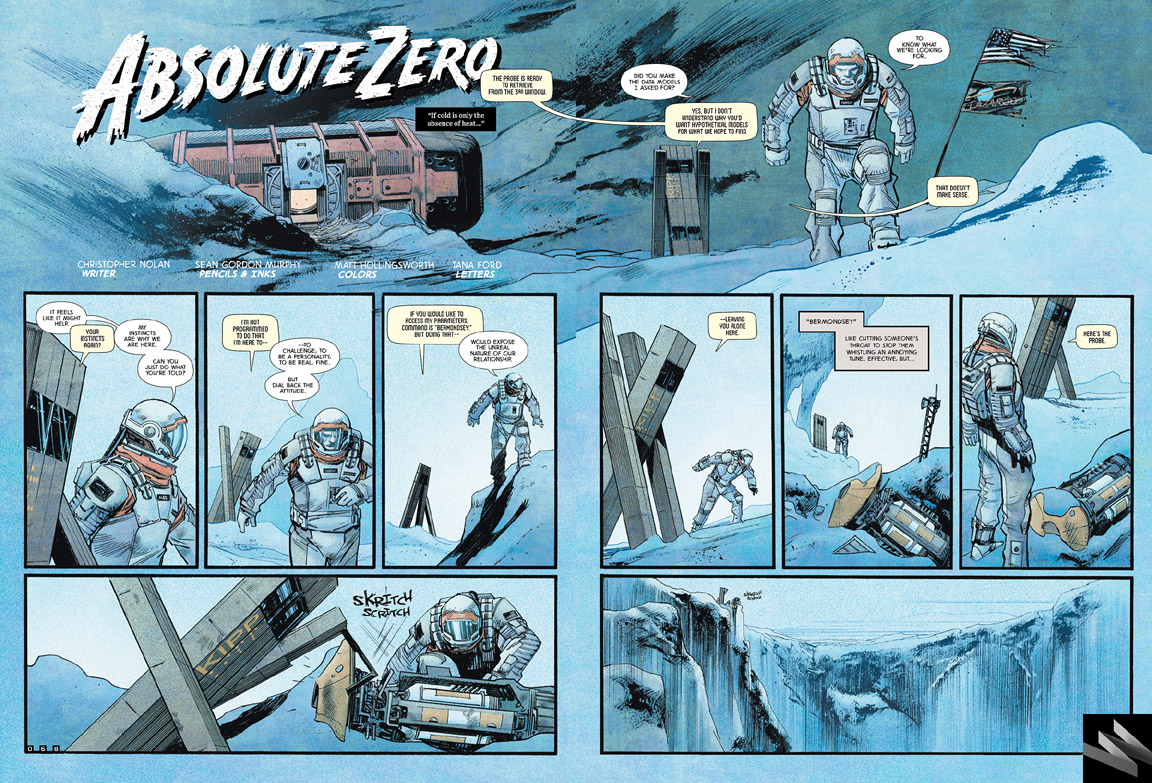 ABSOLUTE ZERO
"If cold is only the
absence of heat..."
THE PROBE IS READY
TO RETRIEVE
FROM THE 3RD WINDOW.
DID YOU MAKE
THE DATA MODELS
I ASKED FOR?
YES, BUT I DON'T
UNDERSTAND WHY YOU'D
WANT HYPOTHETICAL MODELS
FOR WHAT WE HOPE TO FIND.
TO
KNOW WHAT
WE'RE LOOKING
FOR.
THAT DOESN'T
MAKE SENSE.
CHRISTOPHER NOLAN
WRITER
SEAN GORDON MURPHY
PENCILS & INKS
MATT HOLLINGSWORTH
COLORS
TANA FORD
LETTERS
IT FEELS
LIKE IT MIGHT
HELP.
YOUR
INSTINCTS
AGAIN?
MY
INSTINCTS
ARE WHY WE
ARE HERE.
CAN YOU
JUST DO WHAT
YOU'RE TOLD?
I'M NOT
PROGRAMMED
TO DO THAT.
I'M HERE TO--
--TO
CHALLENGE, TO
BE A PERSONALITY,
TO BE REAL. FINE.
BUT
DIAL BACK THE
ATTITUDE.
IF YOU WOULD LIKE TO
ACCESS MY PARAMETERS,
COMMAND IS "BERMONDSEY."
BUT DOING THAT--
WOULD EXPOSE
THE UNREAL
NATURE OF OUR
RELATIONSHIP.
--LEAVING
YOU ALONE
HERE.
"BERMONDSEY"
LIKE CUTTING SOMEONE'S
THROAT TO STOP THEM
WHISTLING AN ANNOYING
TUNE. EFFECTIVE, BUT...
HERE'S THE
PROBE.
KIPP
SKRITCH
SCRITCH
SKRITCH
SCRITCH
068